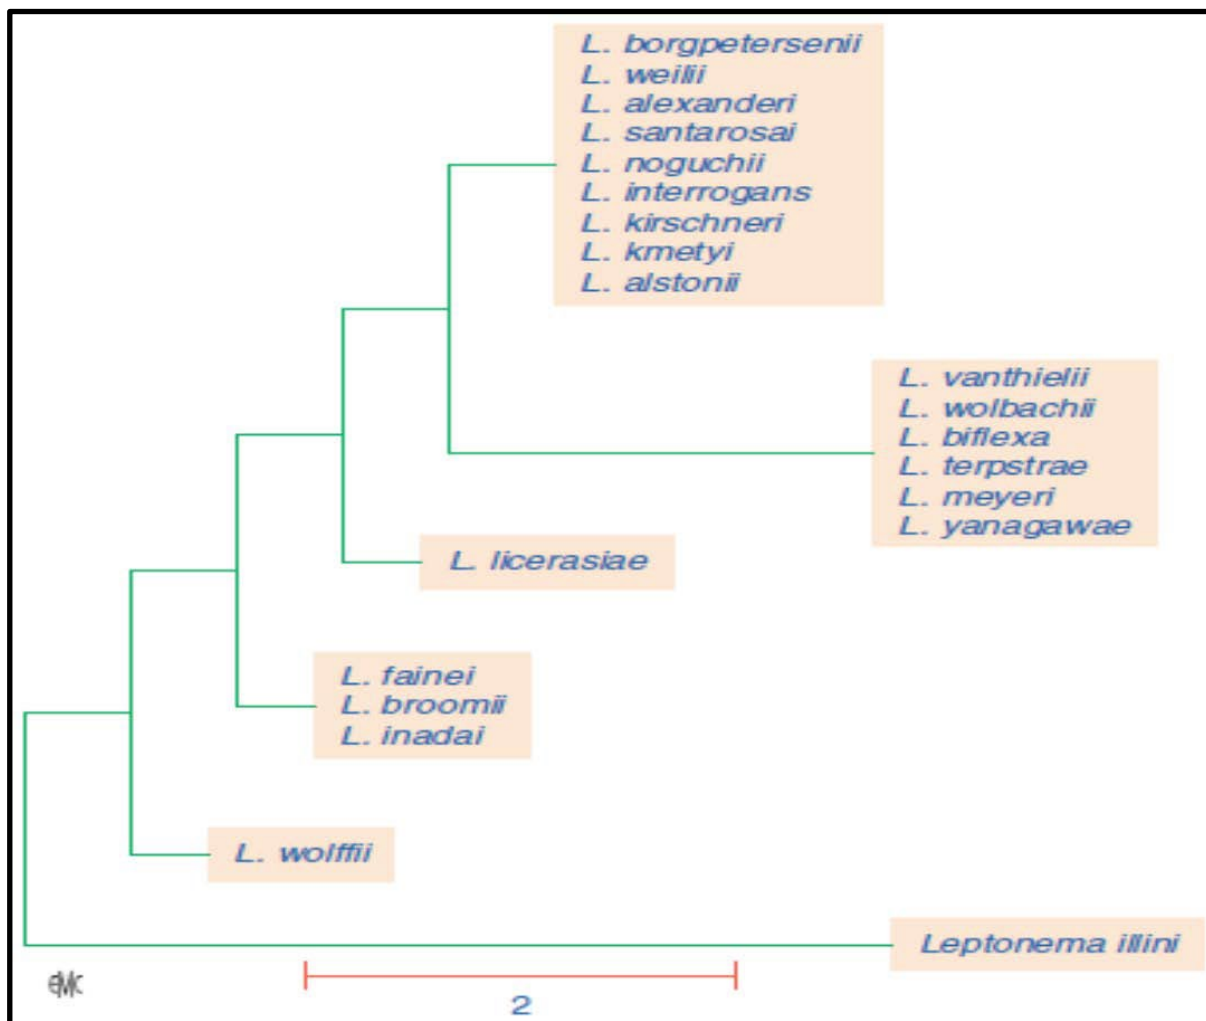 L. borgpetersenii
L. weilii
L. alexanderi
L. santarosai
L. noguchii
L. interrogans
L. kirschneri
L. kmetyi
L. alstonii
L. vanthielii
L. wolbachii
L. biflexa
L. terpstrae
L. meyeri
L. yanagawae
L. licerasiae
L. fainei
L. broomii
L. inadai
L. wolffii
Leptonema illini
2